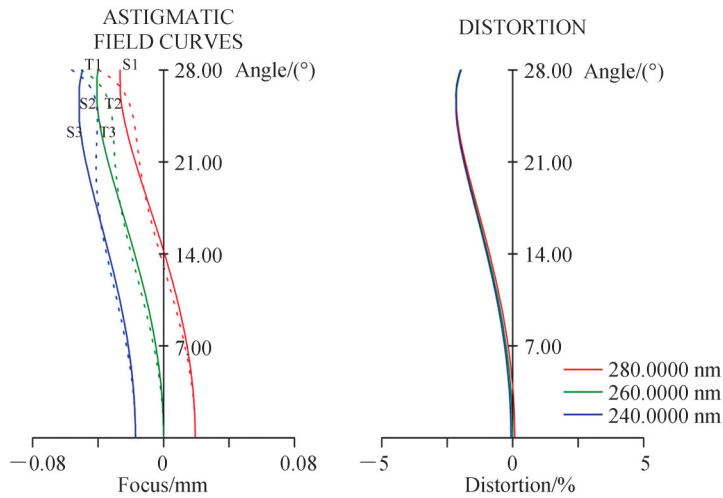 ASTIGMATIC
FIELD CURVES
T1 S1
28.00 Angle/(°)
S2 T2
S3 T3
21.00
14.00
7.00
−0.08 0 0.08
Focus/mm
DISTORTION
28.00 Angle/(°)
21.00
14.00
7.00
280.0000 nm
260.0000 nm
240.0000 nm
−5 0 5
Distortion/%